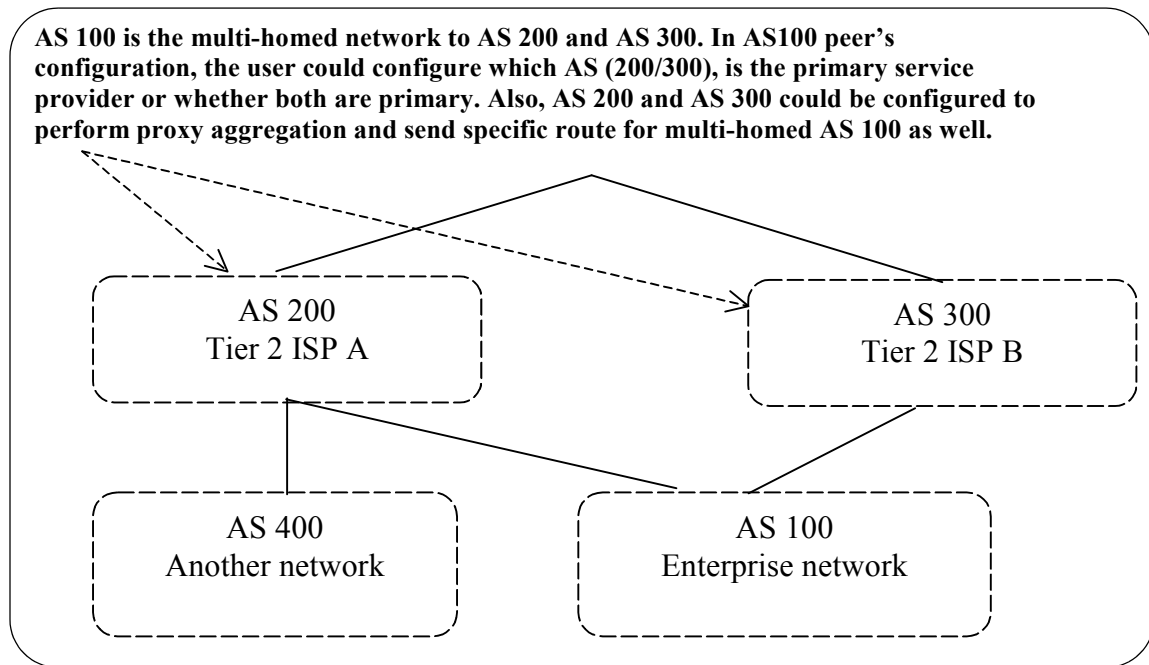 AS 100 is the multi-homed network to AS 200 and AS 300. In AS100 peer’s
configuration, the user could configure which AS (200/300), is the primary service
provider or whether both are primary. Also, AS 200 and AS 300 could be configured to
perform proxy aggregation and send specific route for multi-homed AS 100 as well.
AS 200
Tier 2 ISP A
AS 300
Tier 2 ISP B
AS 400
Another network
AS 100
Enterprise network